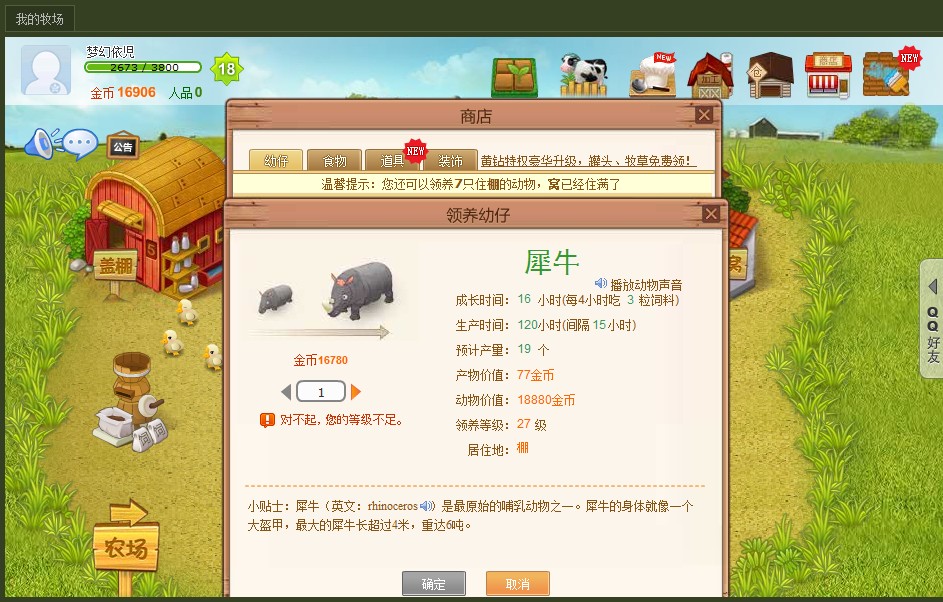 我的牧场
梦幻依児
2673 / 3800
18
金币 16906 人品 0
NEW
加工
仓
商店
NEW
公告
商店
幼仔 食物 道具 NEW 装饰 黄钻特权豪华升级，罐头、牧草免费领！
温馨提示：您还可以领养7只住棚的动物，窝已经住满了
领养幼仔
5
盖棚
窝
犀牛
播放动物声音
成长时间：16 小时(每4小时吃 3 粒饲料)
生产时间：120小时(间隔 15 小时)
预计产量：19 个
产物价值：77金币
动物价值：18880金币
领养等级：27 级
居住地：棚
金币16780
1
对不起，您的等级不足。
小贴士：犀牛（英文：rhinoceros）是最原始的哺乳动物之一。犀牛的身体就像一个
大盔甲，最大的犀牛长超过4米，重达6吨。
确定 取消
农场
QQ好友